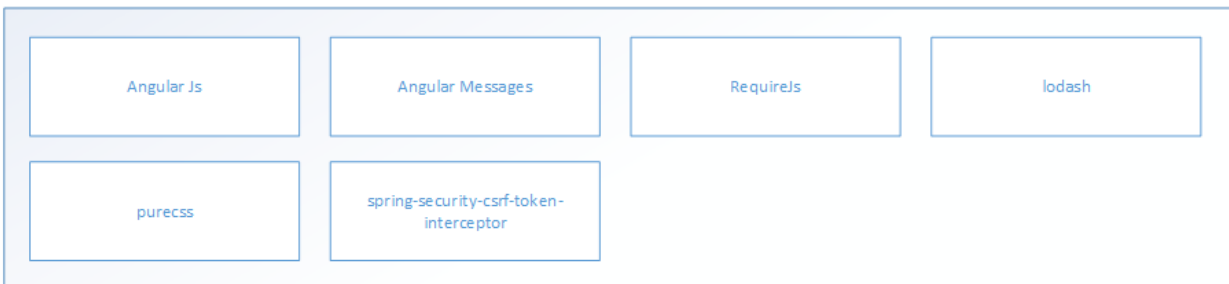 Angular Js
Angular Messages
RequireJs
lodash
purecss
spring-security-csrf-token-
interceptor